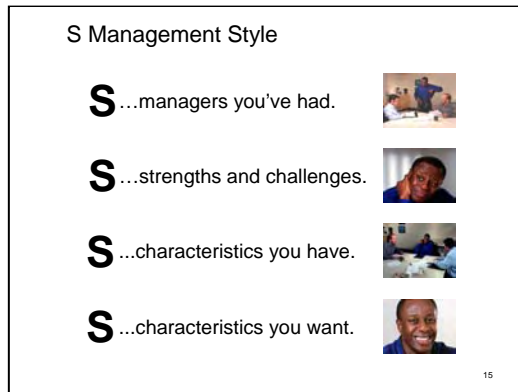 S Management Style
S …managers you’ve had.
S …strengths and challenges.
S ...characteristics you have.
S ...characteristics you want.
15